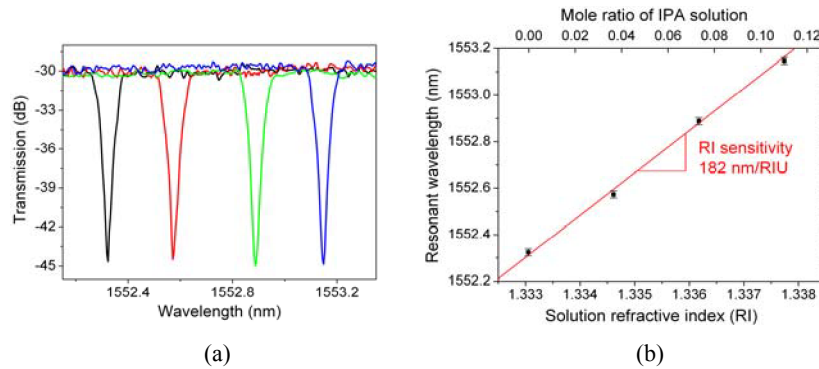 -30
-33
-36
-39
-42
-45
Transmission (dB)
1552.4 1552.8 1553.2
Wavelength (nm)
(a)
Mole ratio of IPA solution
0.00 0.02 0.04 0.06 0.08 0.10 0.12
1553.2
1553.0
1552.8
1552.6
1552.4
1552.2
Resonant wavelength (nm)
RI sensitivity
182 nm/RIU
1.333 1.334 1.335 1.336 1.337 1.338
Solution refractive index (RI)
(b)